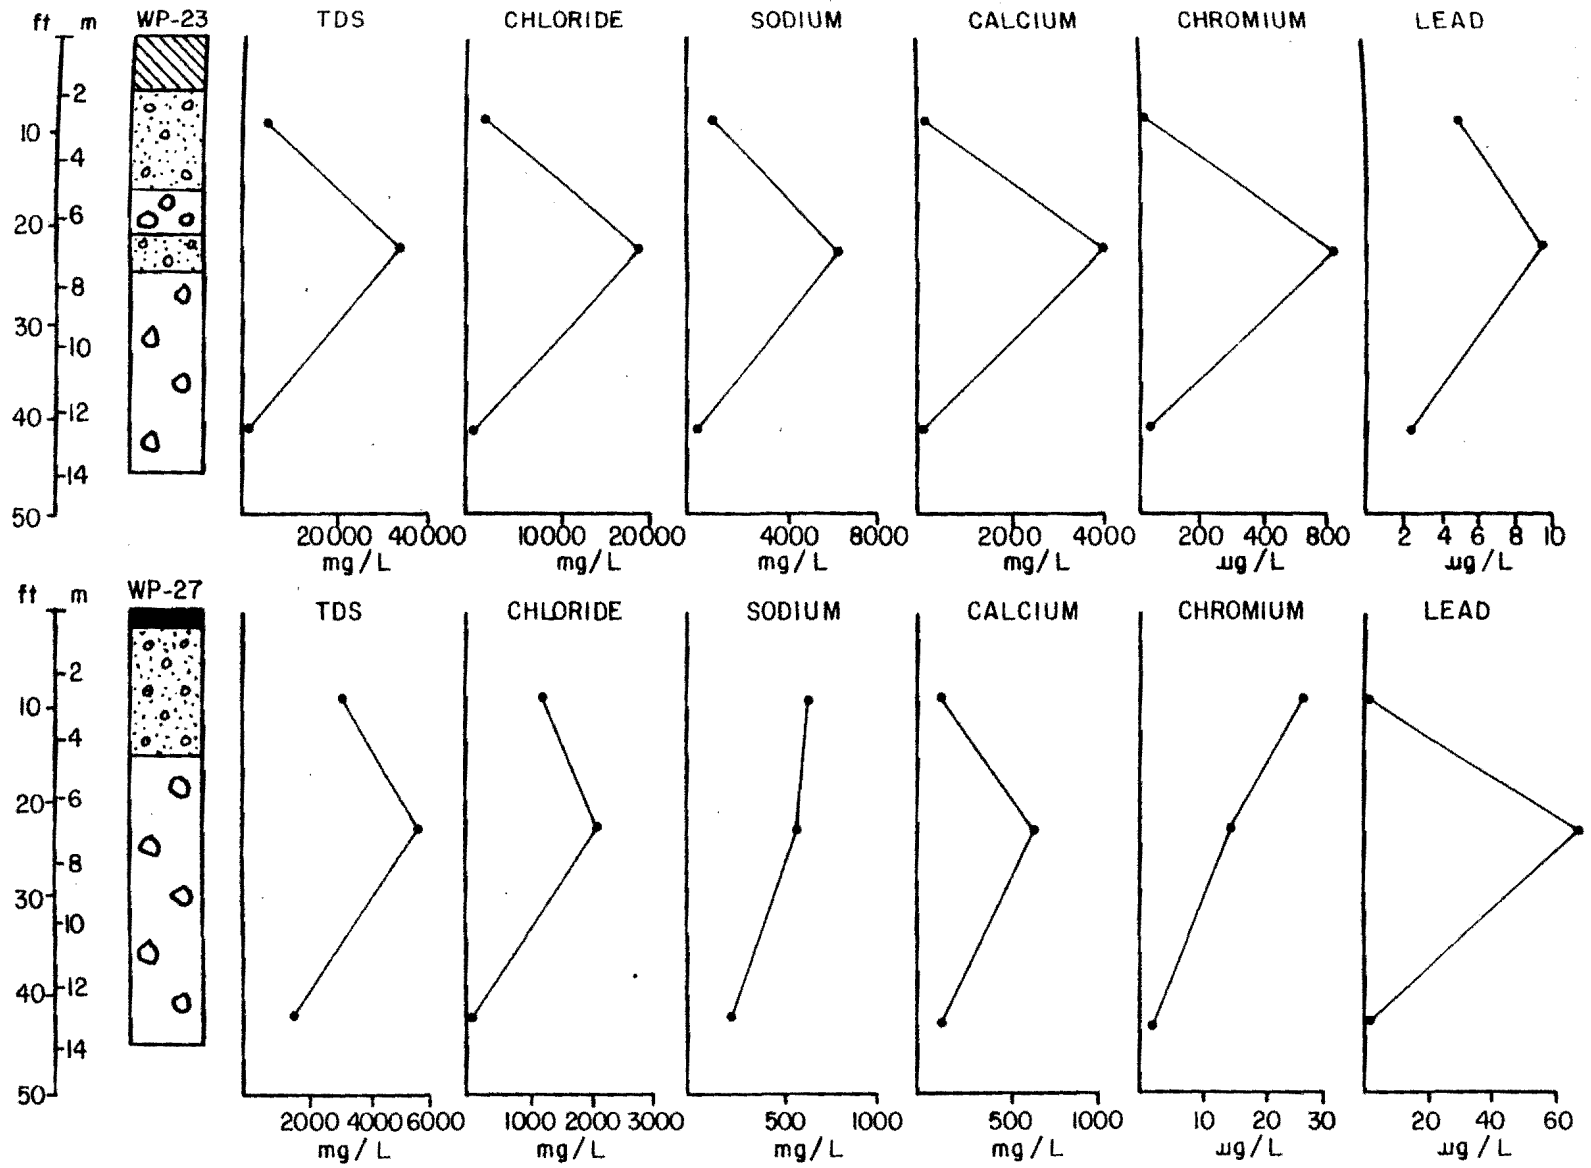 ft m WP-23 TDS CHLORIDE SODIUM CALCIUM CHROMIUM LEAD
2
10
4
20 6
8
30
10
40 12
14
50
20000 40000 10000 20000 4000 8000 2000 4000 200 400 800 2 4 6 8 10
mg/L mg/L mg/L mg/L µg/L µg/L
ft m WP-27
TDS CHLORIDE SODIUM CALCIUM CHROMIUM LEAD
2
10
4
20 6
8
30
10
40 12
14
50
2000 4000 6000 1000 2000 3000 500 1000 500 1000 10 20 30 20 40 60
mg/L mg/L mg/L mg/L µg/L µg/L